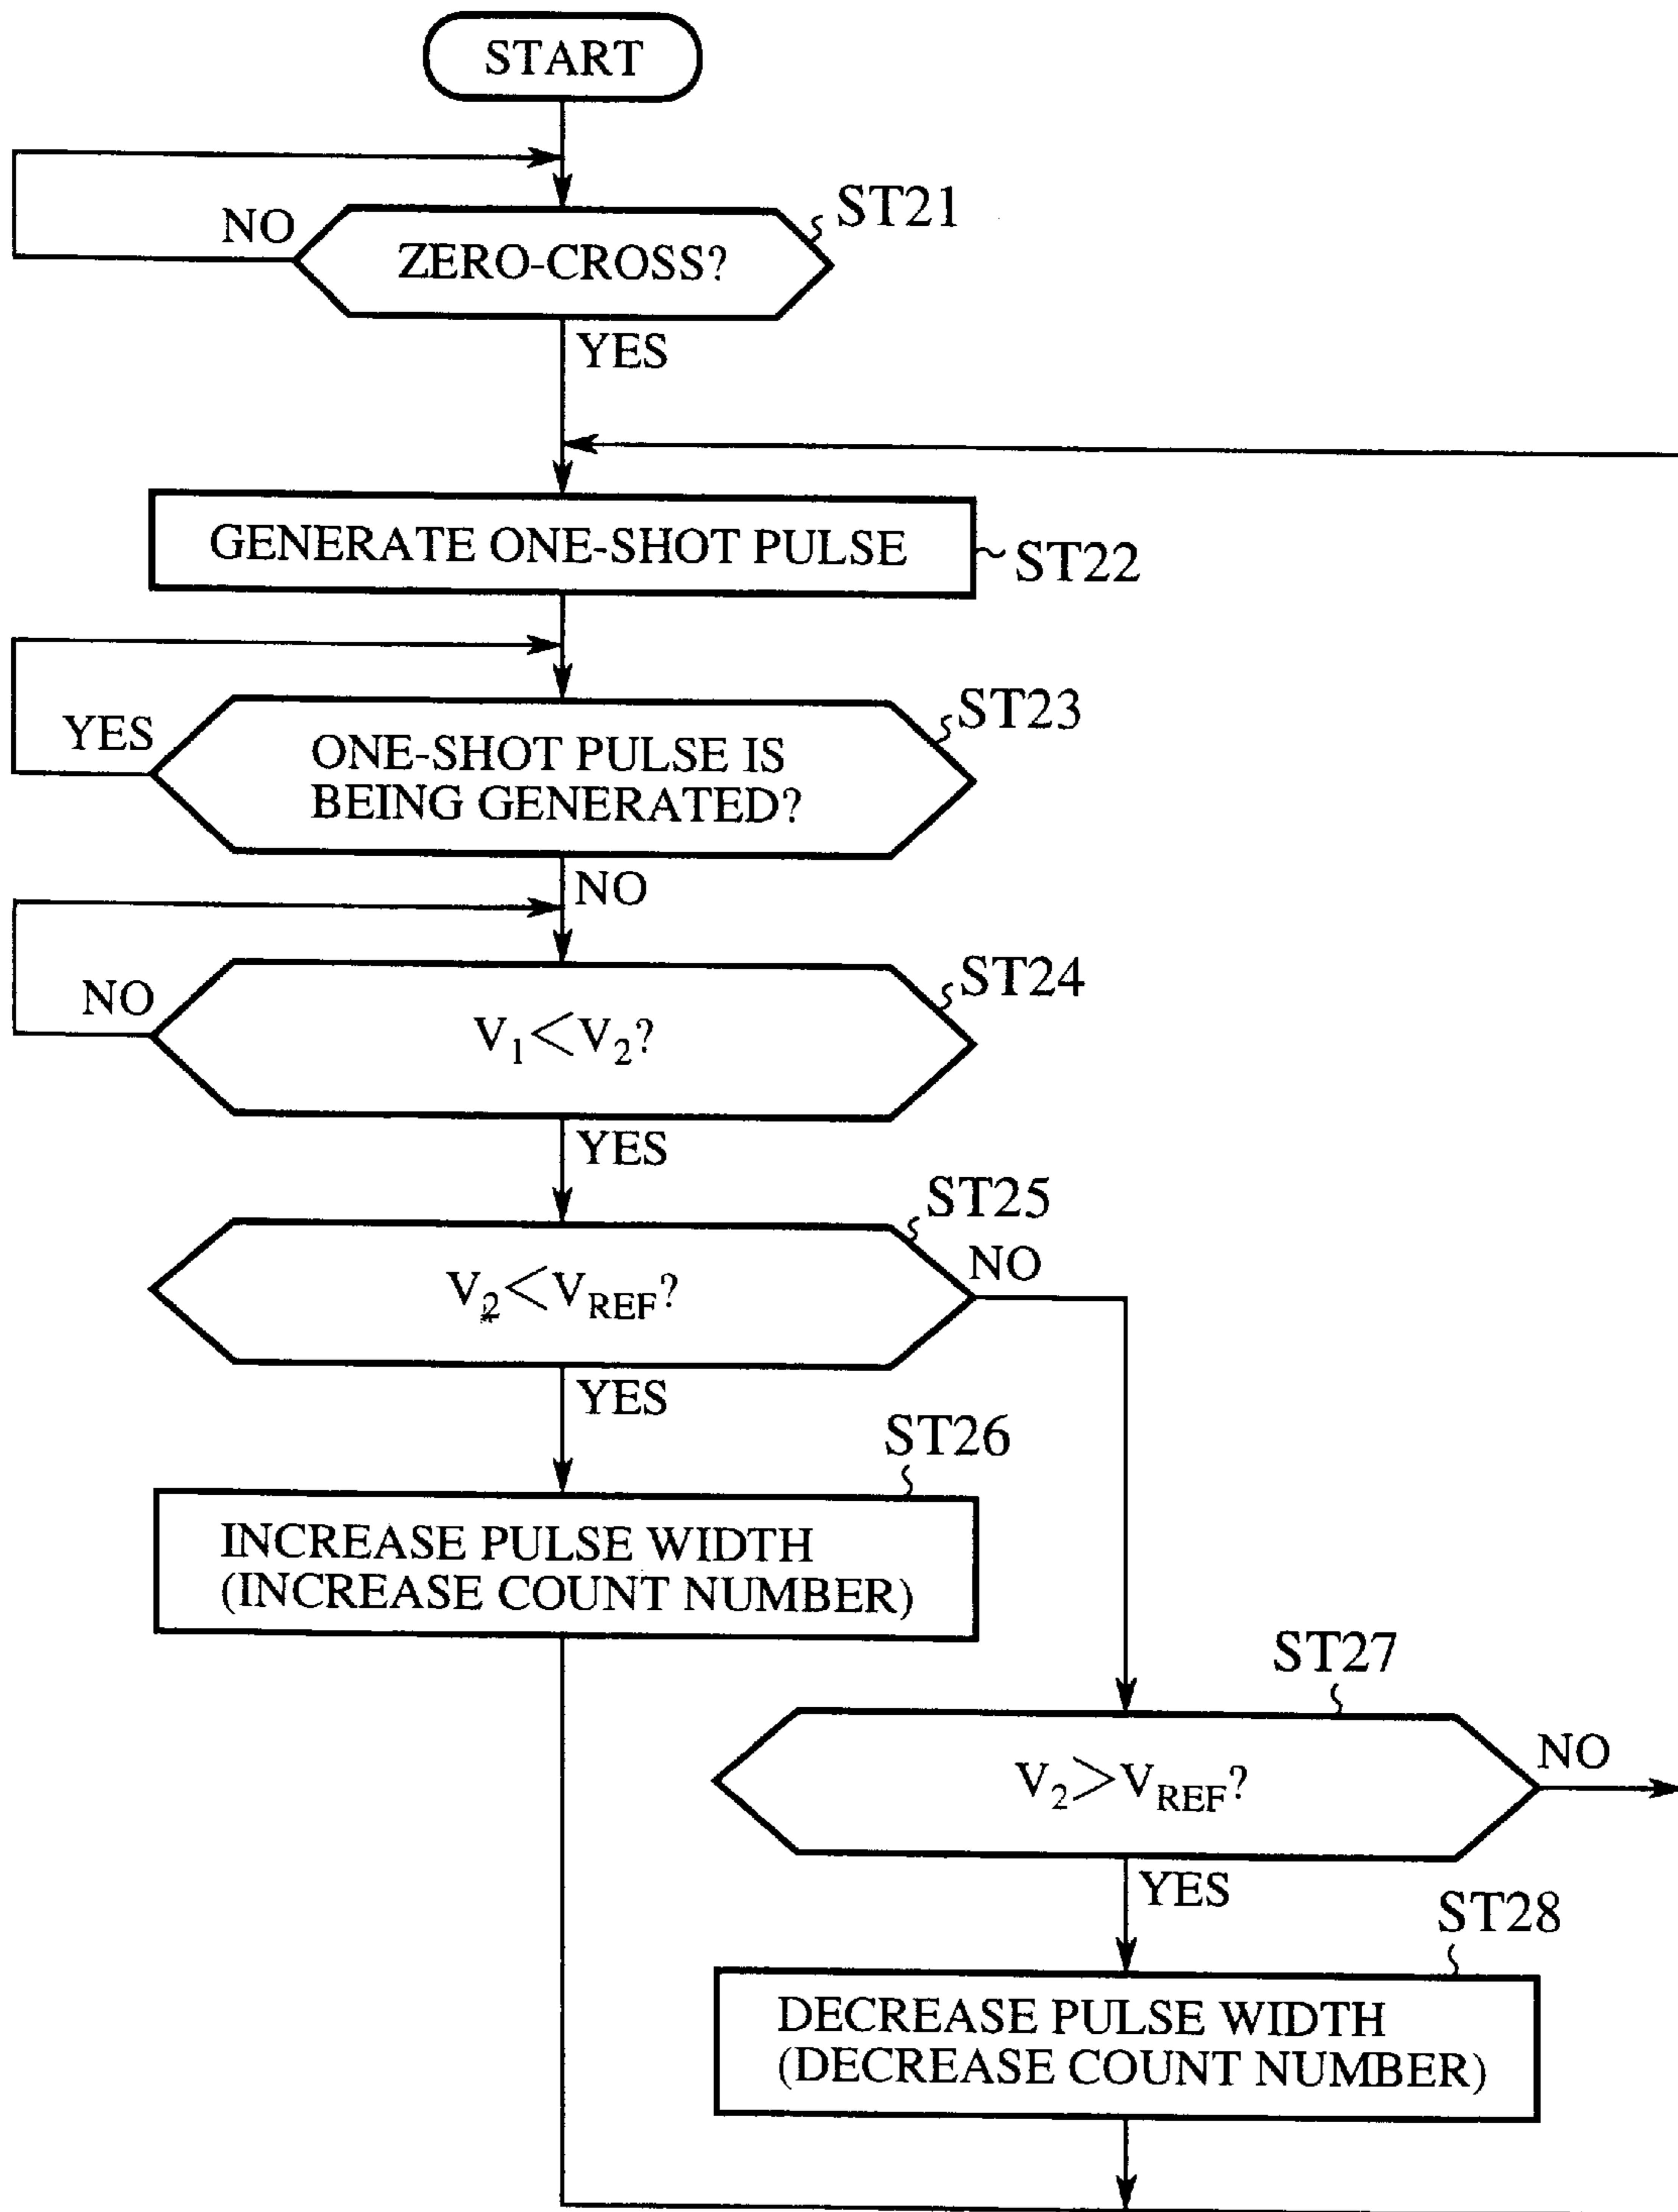 START
NO
ST21
ZERO-CROSS?
YES
GENERATE ONE-SHOT PULSE
ST22
YES
ST23
ONE-SHOT PULSE IS
BEING GENERATED?
NO
NO
ST24
V₁<V₂?
YES
ST25
NO
V₂<V_REF?
YES
ST26
INCREASE PULSE WIDTH
(INCREASE COUNT NUMBER)
ST27
NO
V₂>V_REF?
YES
ST28
DECREASE PULSE WIDTH
(DECREASE COUNT NUMBER)